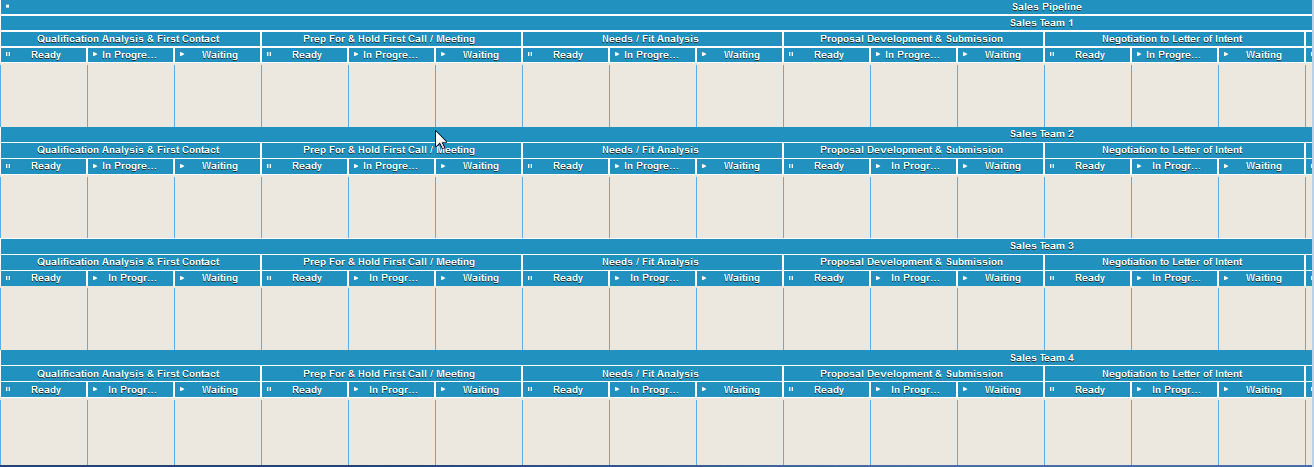 Sales Pipeline
Sales Team 1
Qualification Analysis & First Contact Prep For & Hold First Call / Meeting Needs / Fit Analysis Proposal Development & Submission Negotiation to Letter of Intent
Ready In Progre... Waiting Ready In Progre... Waiting Ready In Progre... Waiting Ready In Progre... Waiting Ready In Progre... Waiting
Sales Team 2
Qualification Analysis & First Contact Prep For & Hold First Call / Meeting Needs / Fit Analysis Proposal Development & Submission Negotiation to Letter of Intent
Ready In Progre... Waiting Ready In Progre... Waiting Ready In Progre... Waiting Ready In Progr... Waiting Ready In Progr... Waiting
Sales Team 3
Qualification Analysis & First Contact Prep For & Hold First Call / Meeting Needs / Fit Analysis Proposal Development & Submission Negotiation to Letter of Intent
Ready In Progr... Waiting Ready In Progr... Waiting Ready In Progr... Waiting Ready In Progr... Waiting Ready In Progr... Waiting
Sales Team 4
Qualification Analysis & First Contact Prep For & Hold First Call / Meeting Needs / Fit Analysis Proposal Development & Submission Negotiation to Letter of Intent
Ready In Progr... Waiting Ready In Progr... Waiting Ready In Progr... Waiting Ready In Progr... Waiting Ready In Progr... Waiting